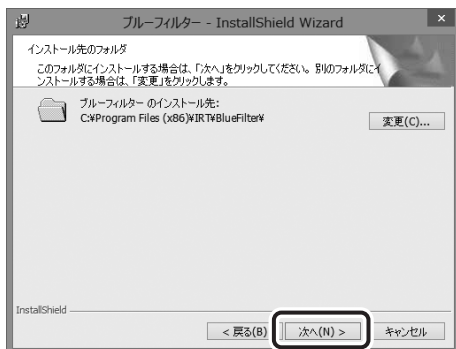 ブルーフィルター - InstallShield Wizard
×
インストール先のフォルダ
このフォルダにインストールする場合は、「次へ」をクリックしてください。別のフォルダにイ
ンストールする場合は、「変更」をクリックします。
ブルーフィルター のインストール先:
C:¥Program Files (x86)¥IRT¥BlueFilter¥
変更(C)...
InstallShield
< 戻る(B)
次へ(N) >
キャンセル